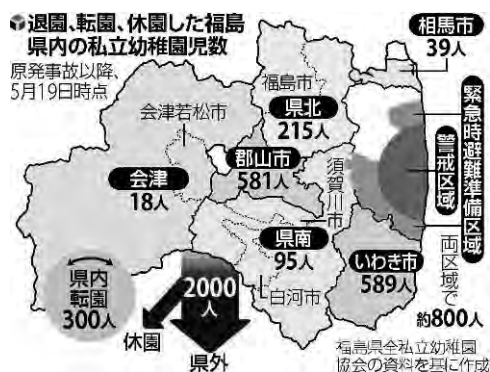 退園、転園、休園した福島
県内の私立幼稚園児数
原発事故以降、
5月19日時点
相馬市
39人
福島市
県北
215人
会津若松市
郡山市
581人
須賀川市
会津
18人
県南
95人
白河市
いわき市
589人
緊急時避難準備区域
警戒区域
両区域で
約800人
県内
転園
300人
2000
人
休園
県外
福島県全私立幼稚園
協会の資料を基に作成